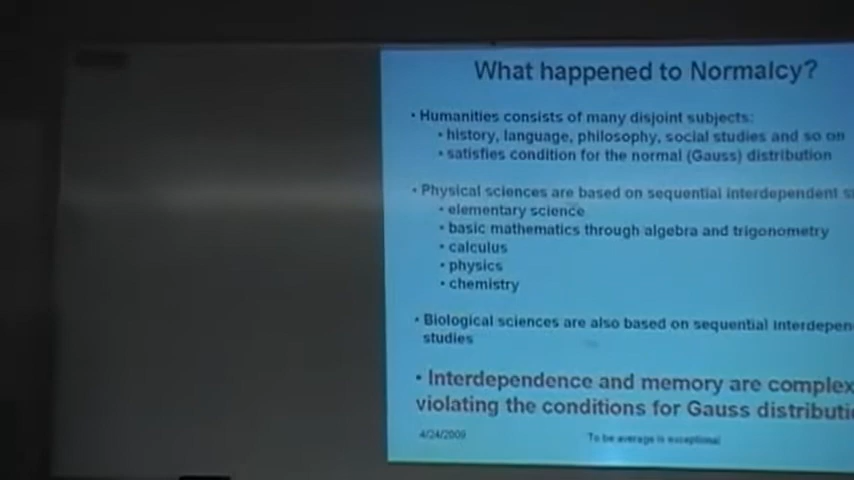 What happened to Normalcy?
• Humanities consists of many disjoint subjects:
• history, language, philosophy, social studies and so on
• satisfies condition for the normal (Gauss) distribution
• Physical sciences are based on sequential interdependent
• elementary science
• basic mathematics through algebra and trigonometry
• calculus
• physics
• chemistry
• Biological sciences are also based on sequential interdepen
studies
• Interdependence and memory are complex
violating the conditions for Gauss distributi
4/24/2009
To be average is exceptional